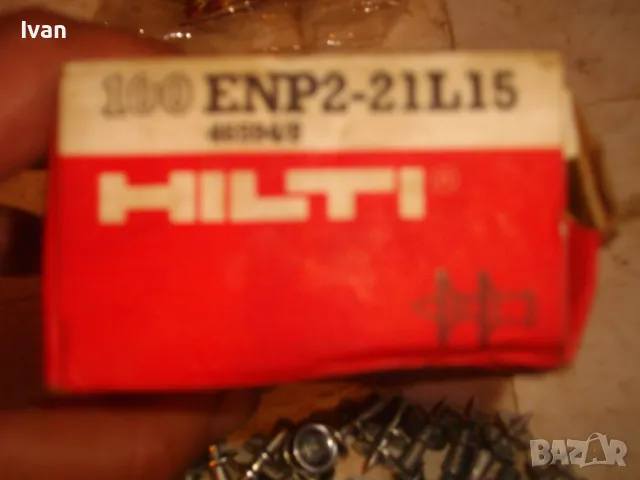 Ivan
100 ENP2-21L15
HILTI®
BAZAR